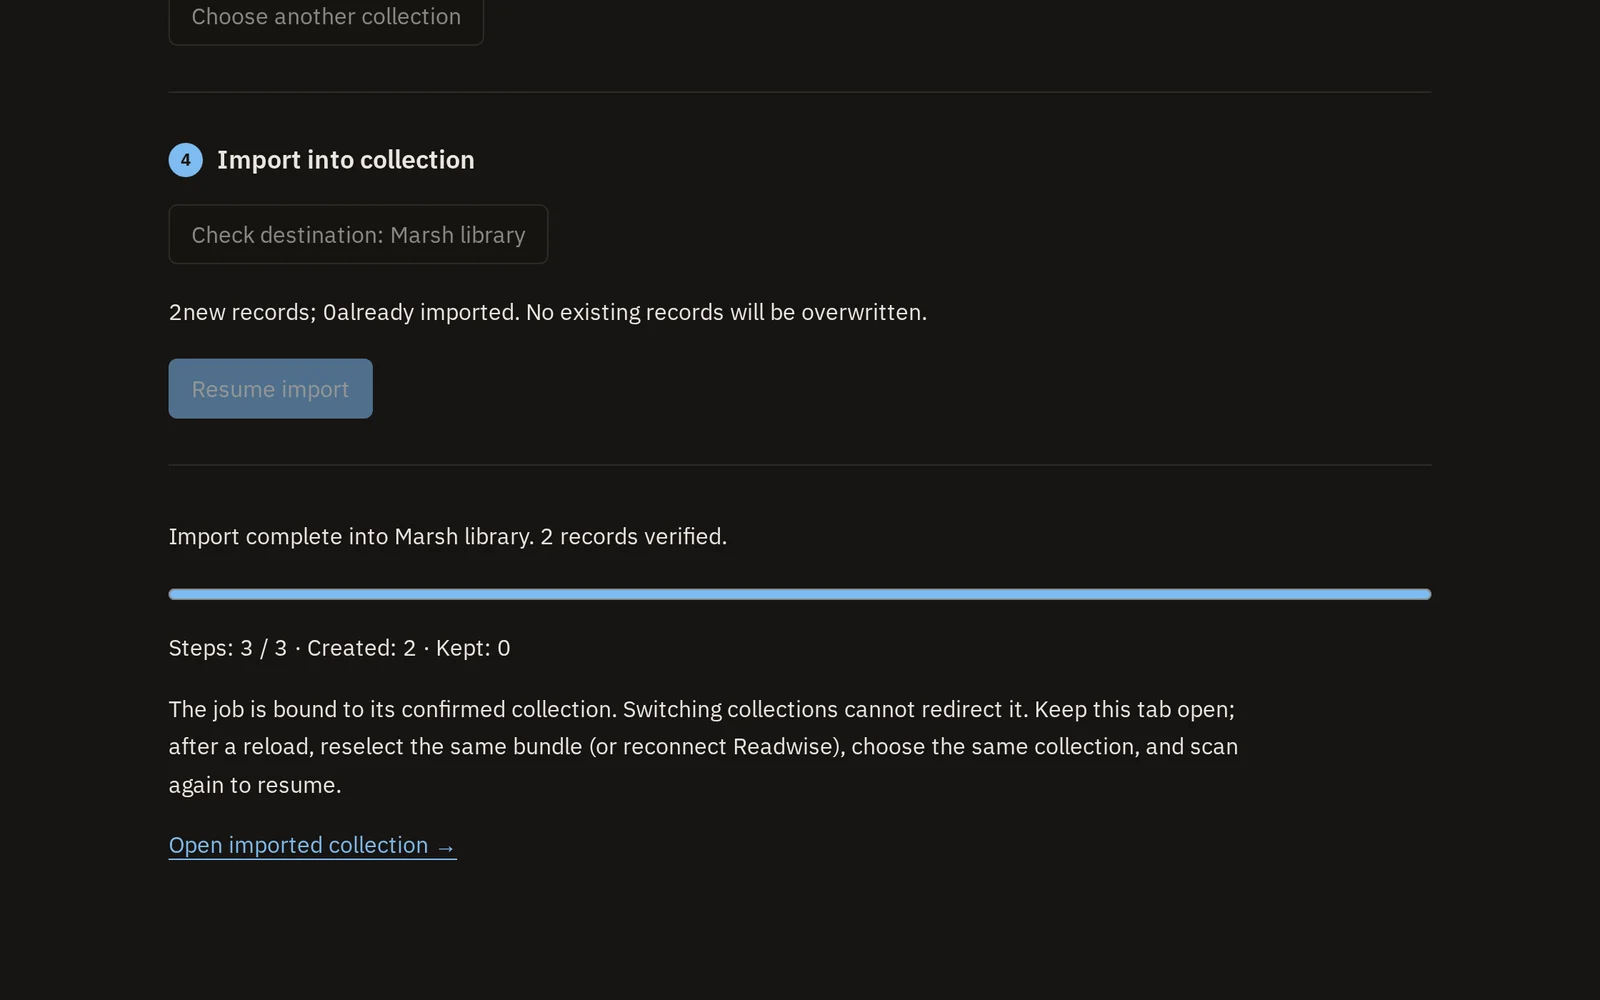 Choose another collection
4 Import into collection
Check destination: Marsh library
2new records; 0already imported. No existing records will be overwritten.
Resume import
Import complete into Marsh library. 2 records verified.
Steps: 3 / 3 · Created: 2 · Kept: 0
The job is bound to its confirmed collection. Switching collections cannot redirect it. Keep this tab open;
after a reload, reselect the same bundle (or reconnect Readwise), choose the same collection, and scan
again to resume.
Open imported collection →